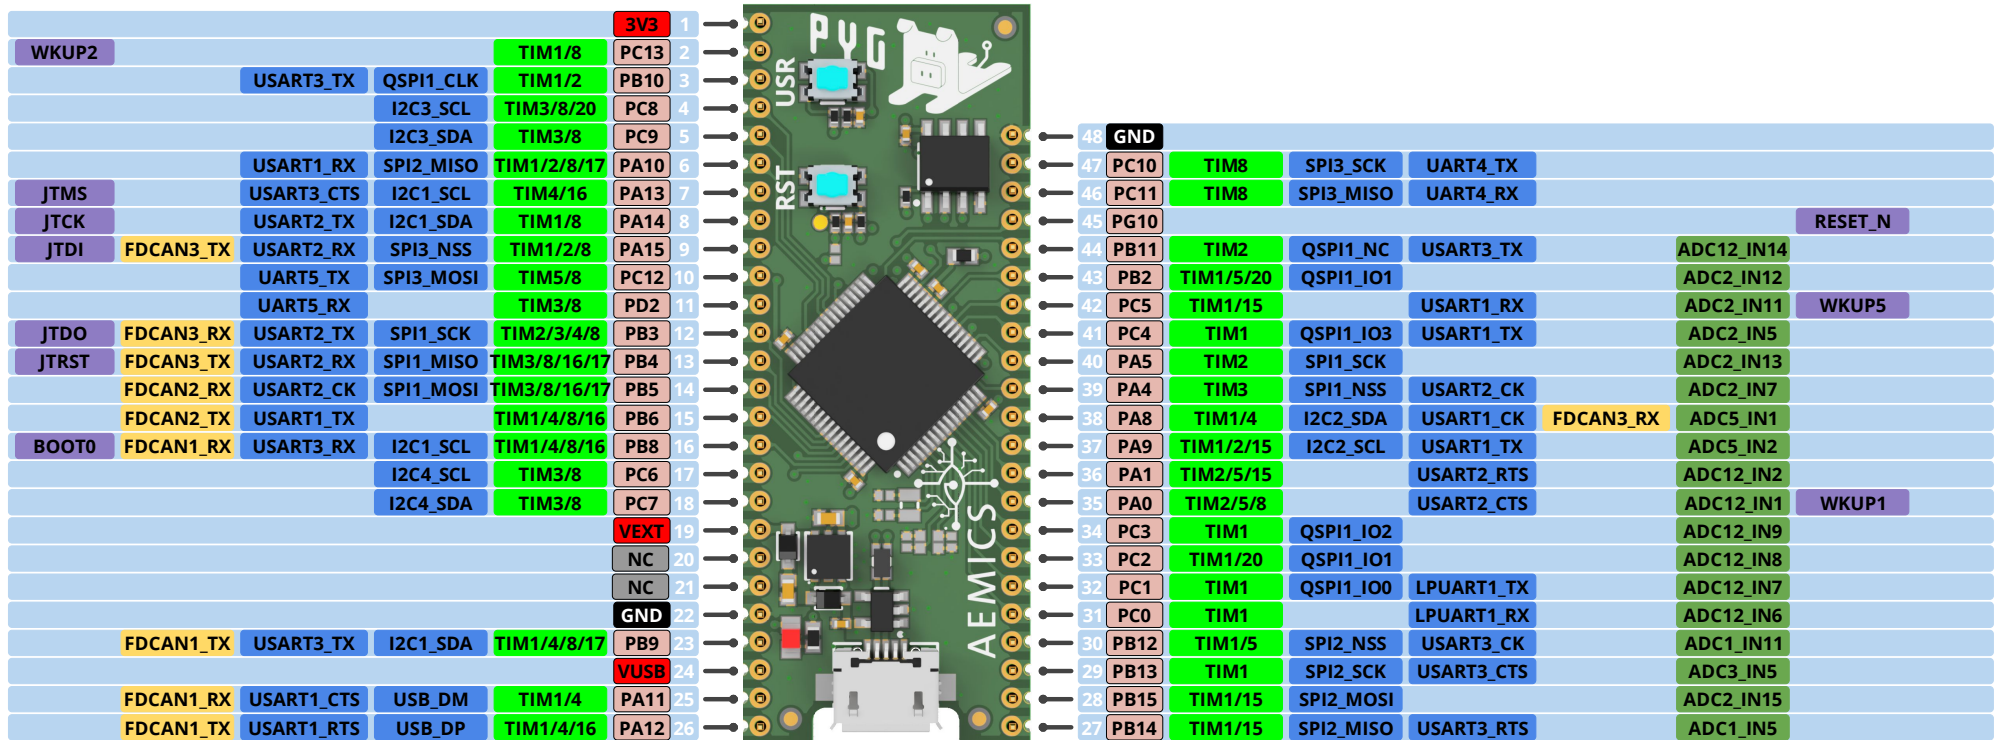 3V3 1
WKUP2 TIM1/8 PC13 2
USART3_TX QSPI1_CLK TIM1/2 PB10 3
I2C3_SCL TIM3/8/20 PC8 4
I2C3_SDA TIM3/8 PC9 5
USART1_RX SPI2_MISO TIM1/2/8/17 PA10 6
JTMS USART3_CTS I2C1_SCL TIM4/16 PA13 7
JTCK USART2_TX I2C1_SDA TIM1/8 PA14 8
JTDI FDCAN3_TX USART2_RX SPI3_NSS TIM1/2/8 PA15 9
UART5_TX SPI3_MOSI TIM5/8 PC12 10
UART5_RX TIM3/8 PD2 11
JTDO FDCAN3_RX USART2_TX SPI1_SCK TIM2/3/4/8 PB3 12
JTRST FDCAN3_TX USART2_RX SPI1_MISO TIM3/8/16/17 PB4 13
FDCAN2_RX USART2_CK SPI1_MOSI TIM3/8/16/17 PB5 14
FDCAN2_TX USART1_TX TIM1/4/8/16 PB6 15
BOOT0 FDCAN1_RX USART3_RX I2C1_SCL TIM1/4/8/16 PB8 16
I2C4_SCL TIM3/8 PC6 17
I2C4_SDA TIM3/8 PC7 18
VEXT 19
NC 20
NC 21
GND 22
FDCAN1_TX USART3_TX I2C1_SDA TIM1/4/8/17 PB9 23
VUSB 24
FDCAN1_RX USART1_CTS USB_DM TIM1/4 PA11 25
FDCAN1_TX USART1_RTS USB_DP TIM1/4/16 PA12 26
PYG
USR
RST
AEMICS
48 GND
47 PC10 TIM8 SPI3_SCK UART4_TX
46 PC11 TIM8 SPI3_MISO UART4_RX
45 PG10 RESET_N
44 PB11 TIM2 QSPI1_NC USART3_TX ADC12_IN14
43 PB2 TIM1/5/20 QSPI1_IO1 ADC2_IN12
42 PC5 TIM1/15 USART1_RX ADC2_IN11 WKUP5
41 PC4 TIM1 QSPI1_IO3 USART1_TX ADC2_IN5
40 PA5 TIM2 SPI1_SCK ADC2_IN13
39 PA4 TIM3 SPI1_NSS USART2_CK ADC2_IN7
38 PA8 TIM1/4 I2C2_SDA USART1_CK FDCAN3_RX ADC5_IN1
37 PA9 TIM1/2/15 I2C2_SCL USART1_TX ADC5_IN2
36 PA1 TIM2/5/15 USART2_RTS ADC12_IN2
35 PA0 TIM2/5/8 USART2_CTS ADC12_IN1 WKUP1
34 PC3 TIM1 QSPI1_IO2 ADC12_IN9
33 PC2 TIM1/20 QSPI1_IO1 ADC12_IN8
32 PC1 TIM1 QSPI1_IO0 LPUART1_TX ADC12_IN7
31 PC0 TIM1 LPUART1_RX ADC12_IN6
30 PB12 TIM1/5 SPI2_NSS USART3_CK ADC1_IN11
29 PB13 TIM1 SPI2_SCK USART3_CTS ADC3_IN5
28 PB15 TIM1/15 SPI2_MOSI ADC2_IN15
27 PB14 TIM1/15 SPI2_MISO USART3_RTS ADC1_IN5